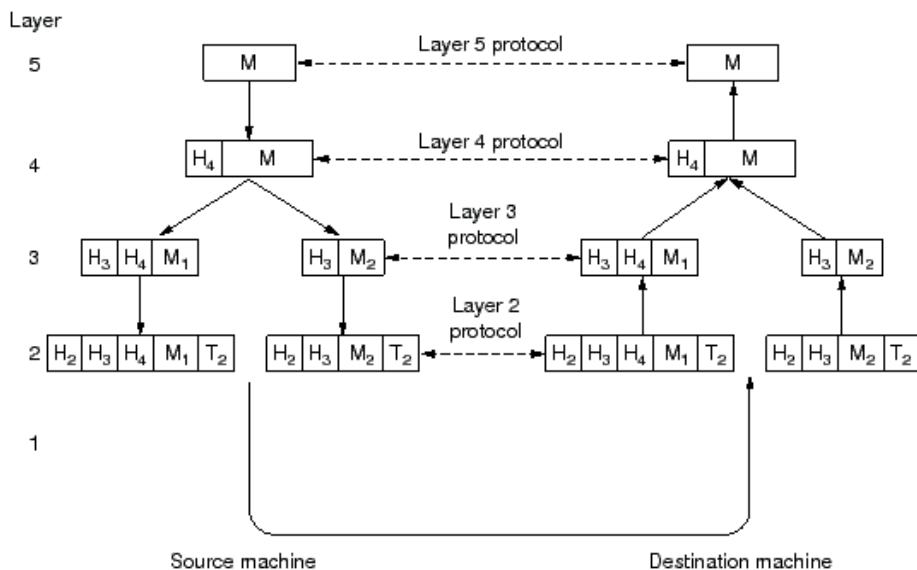 Layer
5 M Layer 5 protocol M
4 H4 M Layer 4 protocol H4 M
Layer 3
protocol
3 H3 H4 M1 H3 M2 H3 H4 M1 H3 M2
Layer 2
protocol
2 H2 H3 H4 M1 T2 H2 H3 M2 T2 H2 H3 H4 M1 T2 H2 H3 M2 T2
1
Source machine Destination machine